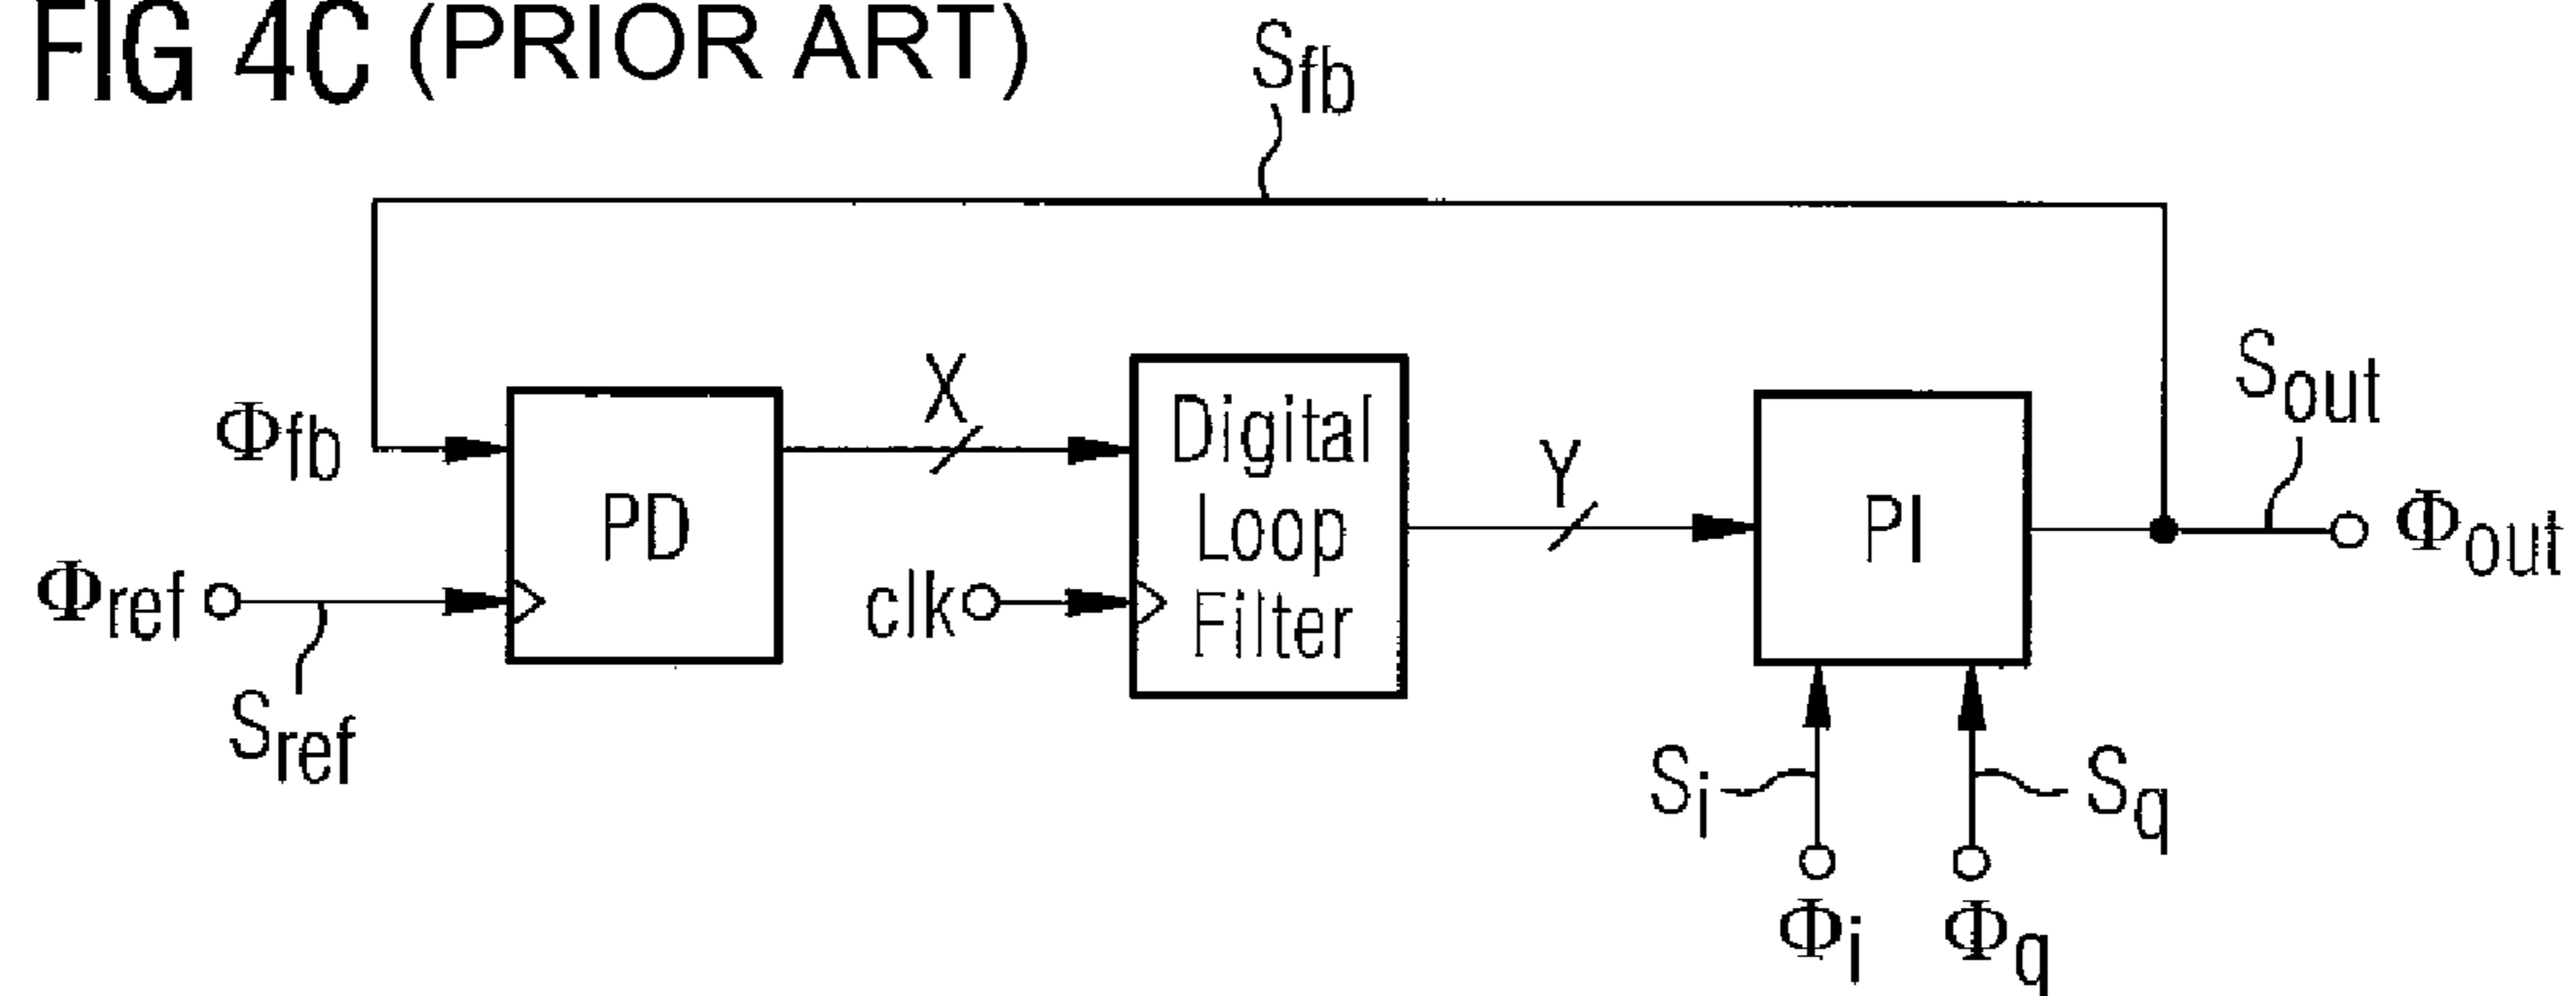 FIG 4C (PRIOR ART)
Sfb
Φfb
X
Digital
Loop
Filter
PD
Y
PI
Sout
Φout
Φref
clk
Sref
Si
Sq
Φi
Φq